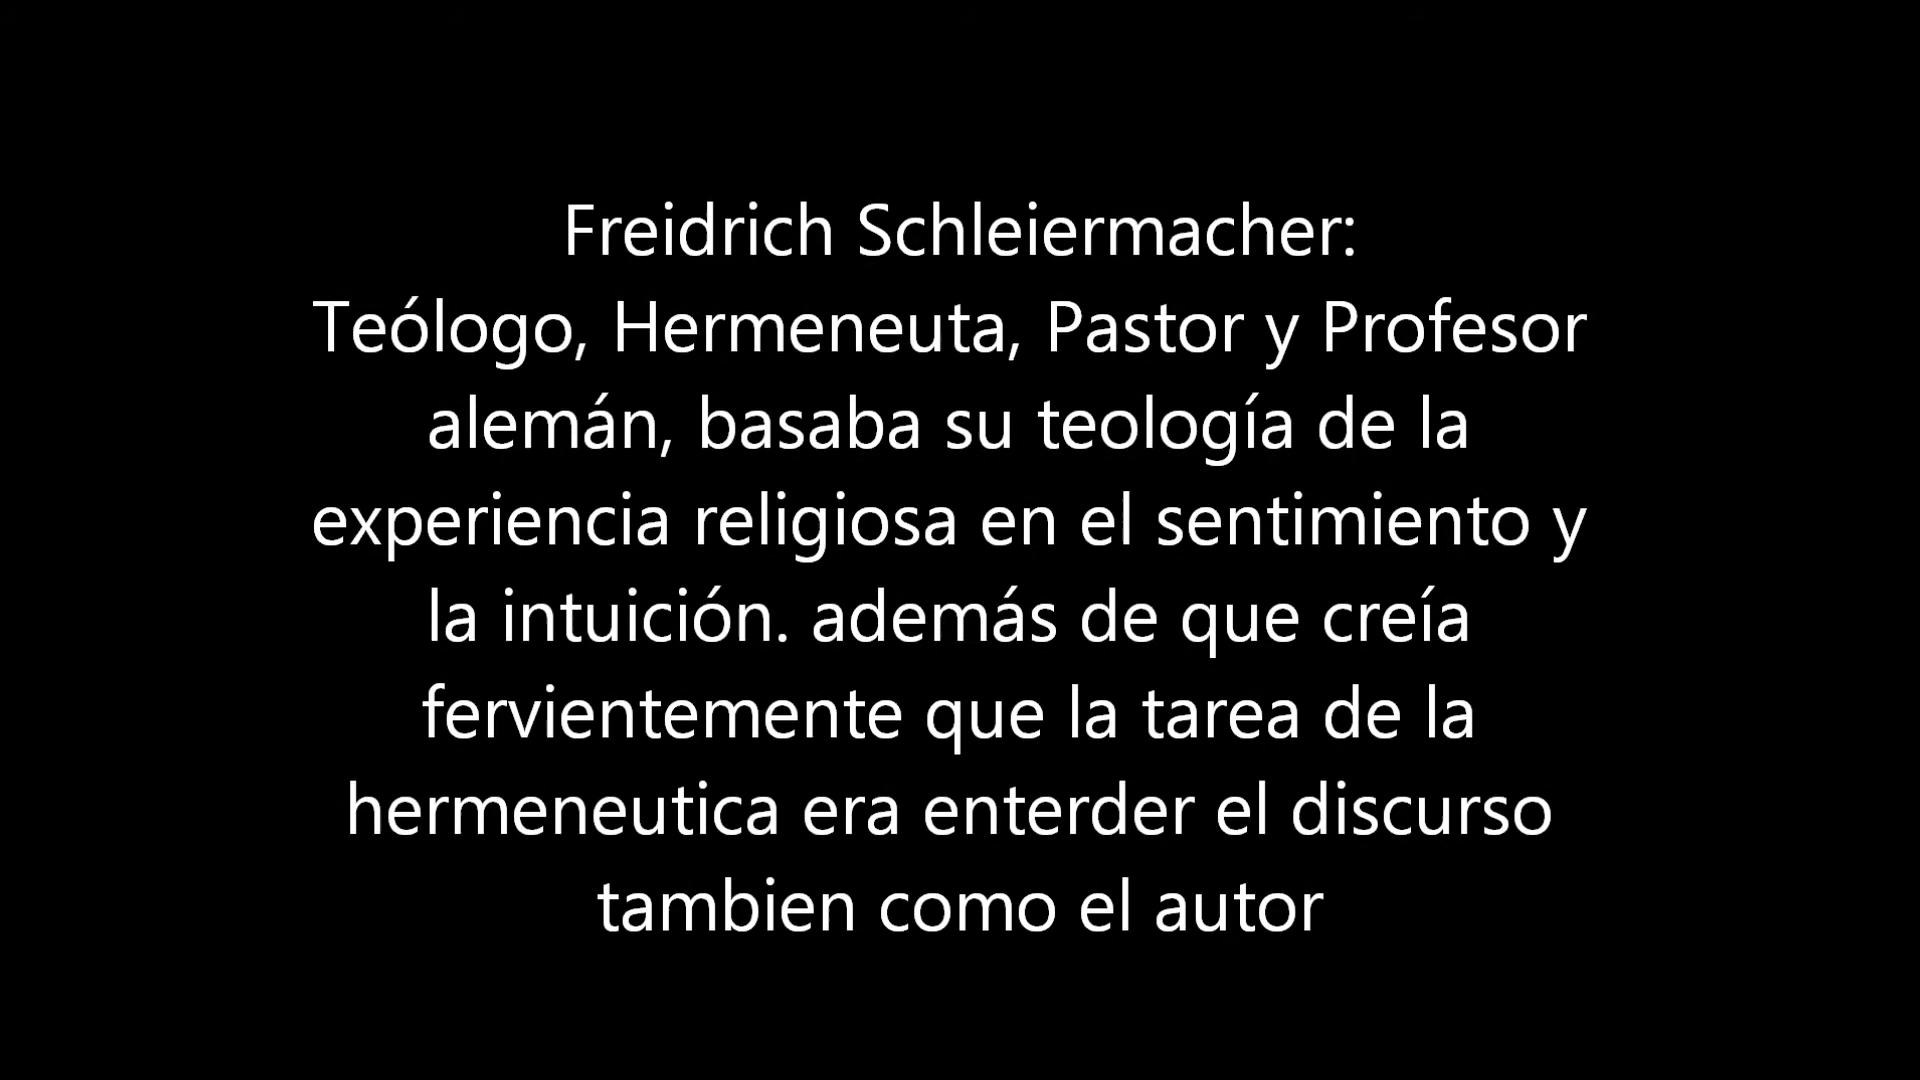 Freidrich Schleiermacher:
Teólogo, Hermeneuta, Pastor y Profesor
alemán, basaba su teología de la
experiencia religiosa en el sentimiento y
la intuición. además de que creía
fervientemente que la tarea de la
hermeneutica era enterder el discurso
tambien como el autor